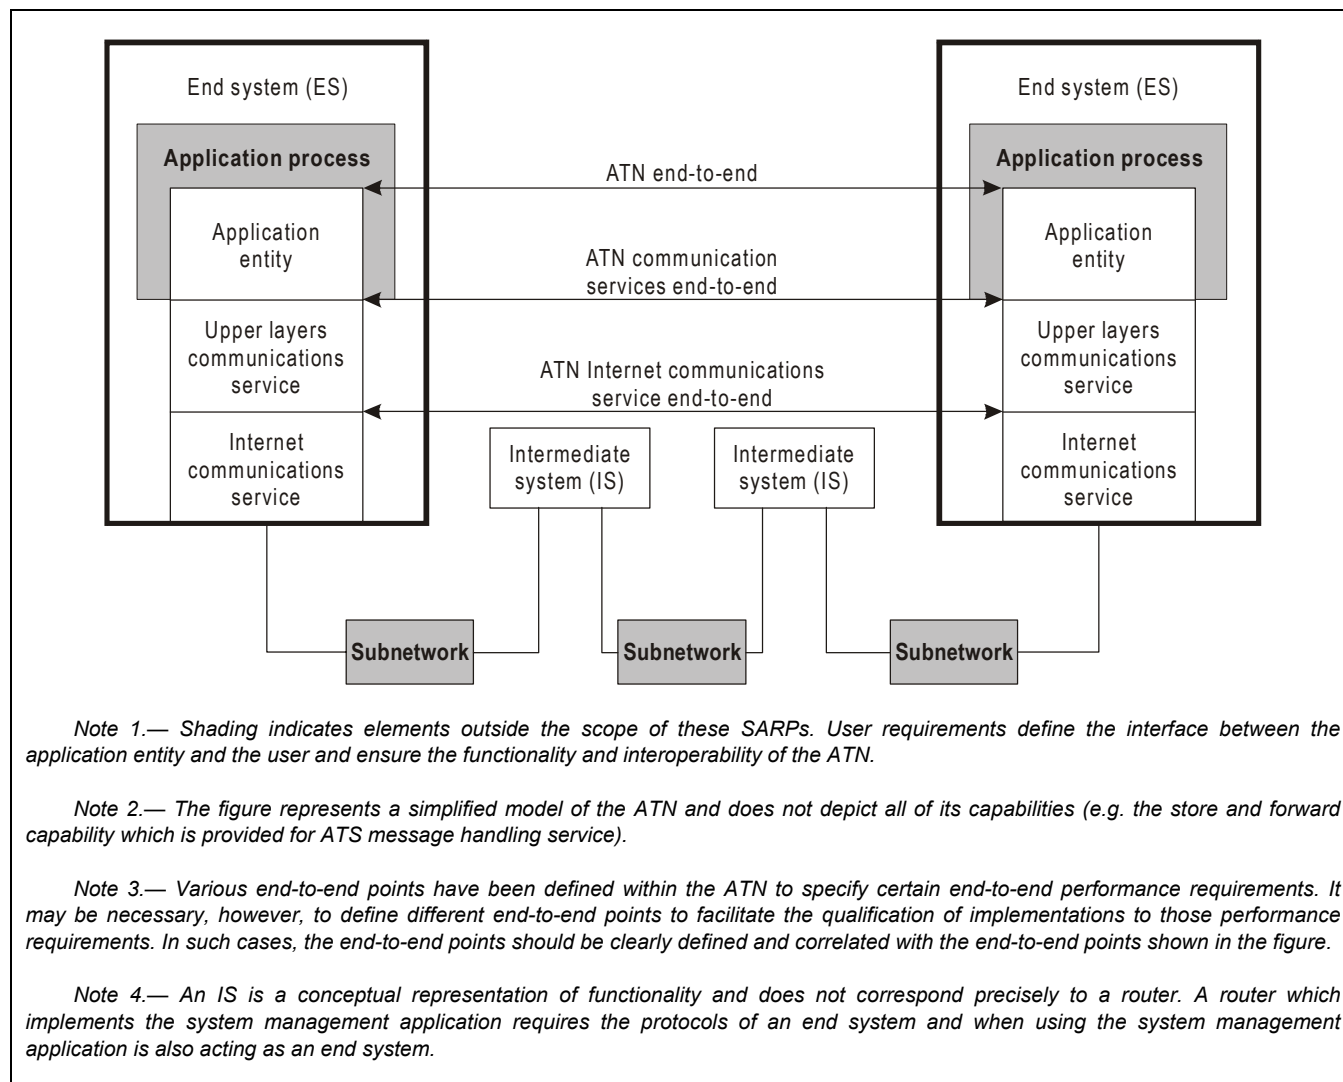 End system (ES)
End system (ES)
Application process
Application process
ATN end-to-end
Application
entity
Application
entity
ATN communication
services end-to-end
Upper layers
communications
service
Upper layers
communications
service
ATN Internet communications
service end-to-end
Internet
communications
service
Intermediate
system (IS)
Intermediate
system (IS)
Internet
communications
service
Subnetwork
Subnetwork
Subnetwork
Note 1.— Shading indicates elements outside the scope of these SARPs. User requirements define the interface between the
application entity and the user and ensure the functionality and interoperability of the ATN.
Note 2.— The figure represents a simplified model of the ATN and does not depict all of its capabilities (e.g. the store and forward
capability which is provided for ATS message handling service).
Note 3.— Various end-to-end points have been defined within the ATN to specify certain end-to-end performance requirements. It
may be necessary, however, to define different end-to-end points to facilitate the qualification of implementations to those performance
requirements. In such cases, the end-to-end points should be clearly defined and correlated with the end-to-end points shown in the figure.
Note 4.— An IS is a conceptual representation of functionality and does not correspond precisely to a router. A router which
implements the system management application requires the protocols of an end system and when using the system management
application is also acting as an end system.